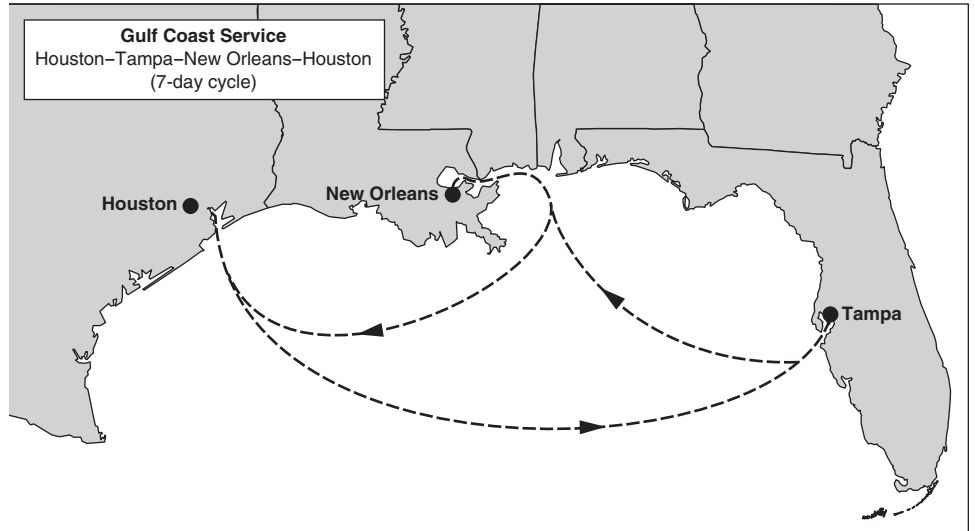 Gulf Coast Service
Houston–Tampa–New Orleans–Houston
(7-day cycle)
New Orleans
Houston
Tampa